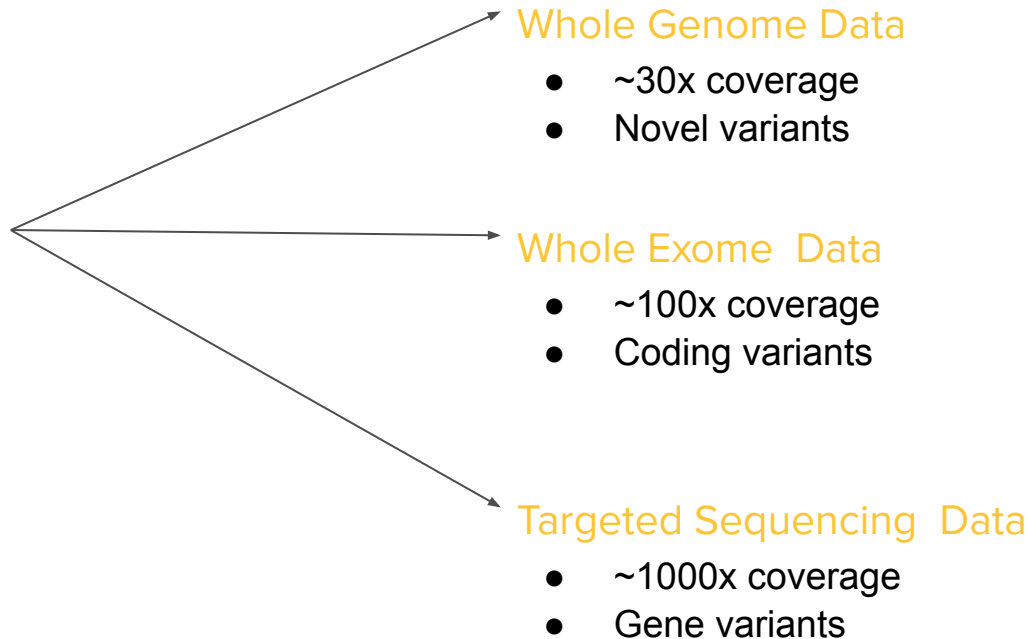 Whole Genome Data
● ~30x coverage
● Novel variants
Whole Exome  Data
● ~100x coverage
● Coding variants
Targeted Sequencing  Data
● ~1000x coverage
● Gene variants